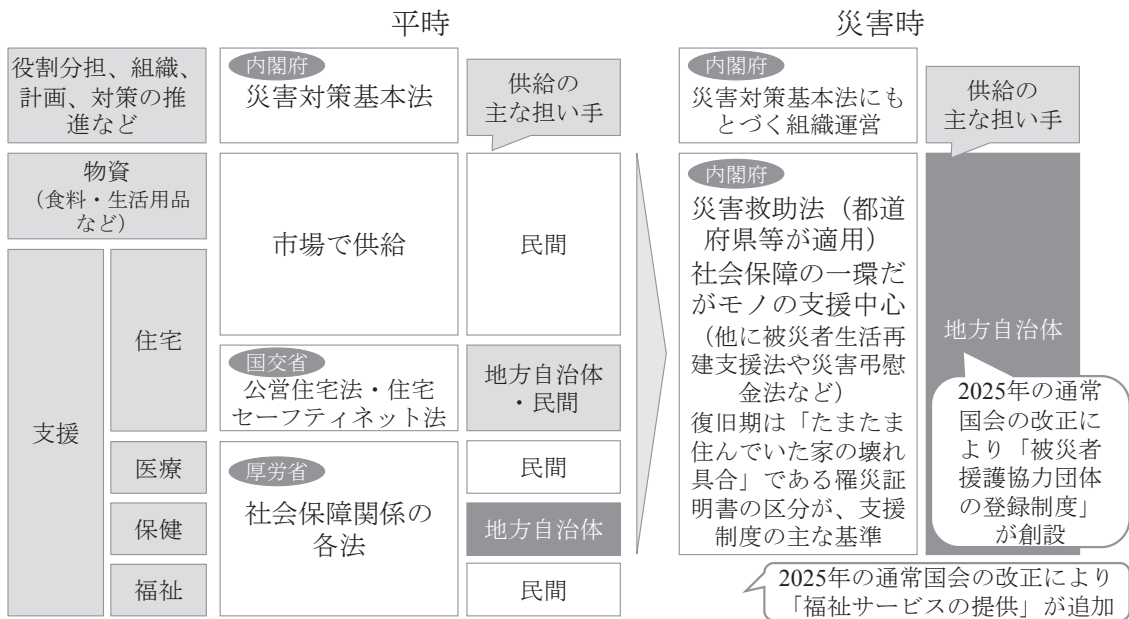 平時
災害時
役割分担、組織、
計画、対策の推
進など
内閣府
災害対策基本法
供給の
主な担い手
内閣府
災害対策基本法にも
とづく組織運営
供給の
主な担い手
物資
（食料・生活用品
など）
市場で供給
民間
支援
住宅
国交省
公営住宅法・住宅
セーフティネット法
地方自治体
・民間
医療
保健
福祉
厚労省
社会保障関係の
各法
民間
地方自治体
民間
内閣府
災害救助法（都道
府県等が適用）
社会保障の一環だ
がモノの支援中心
（他に被災者生活再
建支援法や災害弔慰
金法など）
復旧期は「たまたま
住んでいた家の壊れ
具合」である罹災証
明書の区分が、支援
制度の主な基準
地方自治体
2025年の通常
国会の改正によ
り「被災者
援護協力団体
の登録制度」
が創設
2025年の通常国会の改正により
「福祉サービスの提供」が追加